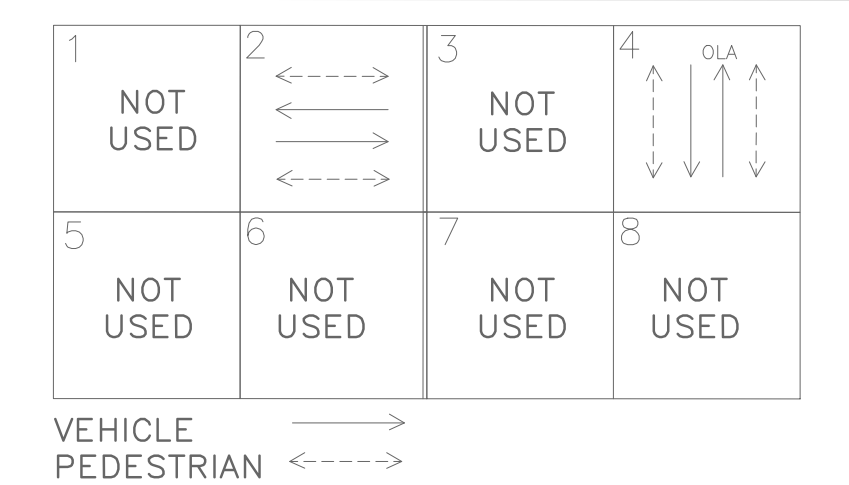 1
NOT
USED
2
3
NOT
USED
4
OLA
5
NOT
USED
6
NOT
USED
7
NOT
USED
8
NOT
USED
VEHICLE
PEDESTRIAN